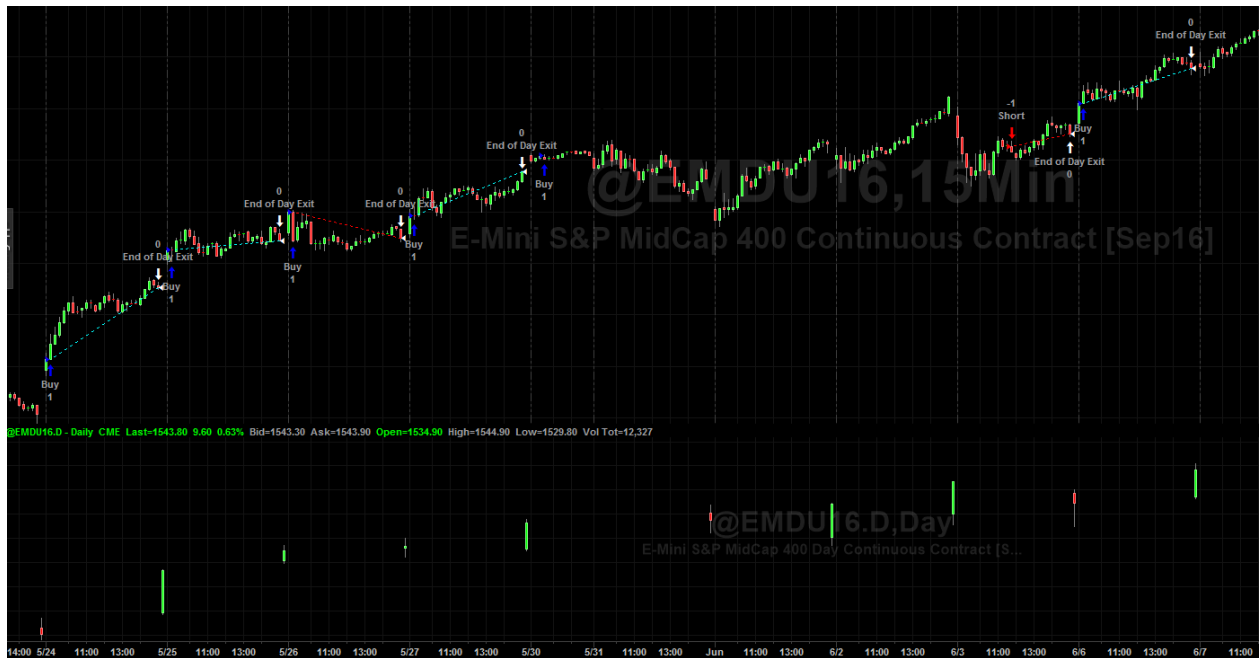 0
End of Day Exit
-1
Short
Buy
1
End of Day Exit
0
0
End of Day Exit
Buy
1
@EMDU16,15Min
E-Mini S&P MidCap 400 Continuous Contract [Sep16]
0
End of Day Exit
0
End of Day Exit
Buy
1
Buy
1
0
End of Day Exit
Buy
1
Buy
1
@EMDU16.D - Daily CME Last=1543.80 9.60 0.63% Bid=1543.30 Ask=1543.90 Open=1534.90 High=1544.90 Low=1529.80 Vol Tot=12,327
@EMDU16.D,Day
E-Mini S&P MidCap 400 Day Continuous Contract [S...
14:00 5/24 11:00 13:00 5/25 11:00 13:00 5/26 11:00 13:00 5/27 11:00 13:00 5/30 11:00 13:00 5/31 11:00 13:00 Jun 11:00 13:00 6/2 11:00 13:00 6/3 11:00 13:00 6/6 11:00 13:00 6/7 11:00